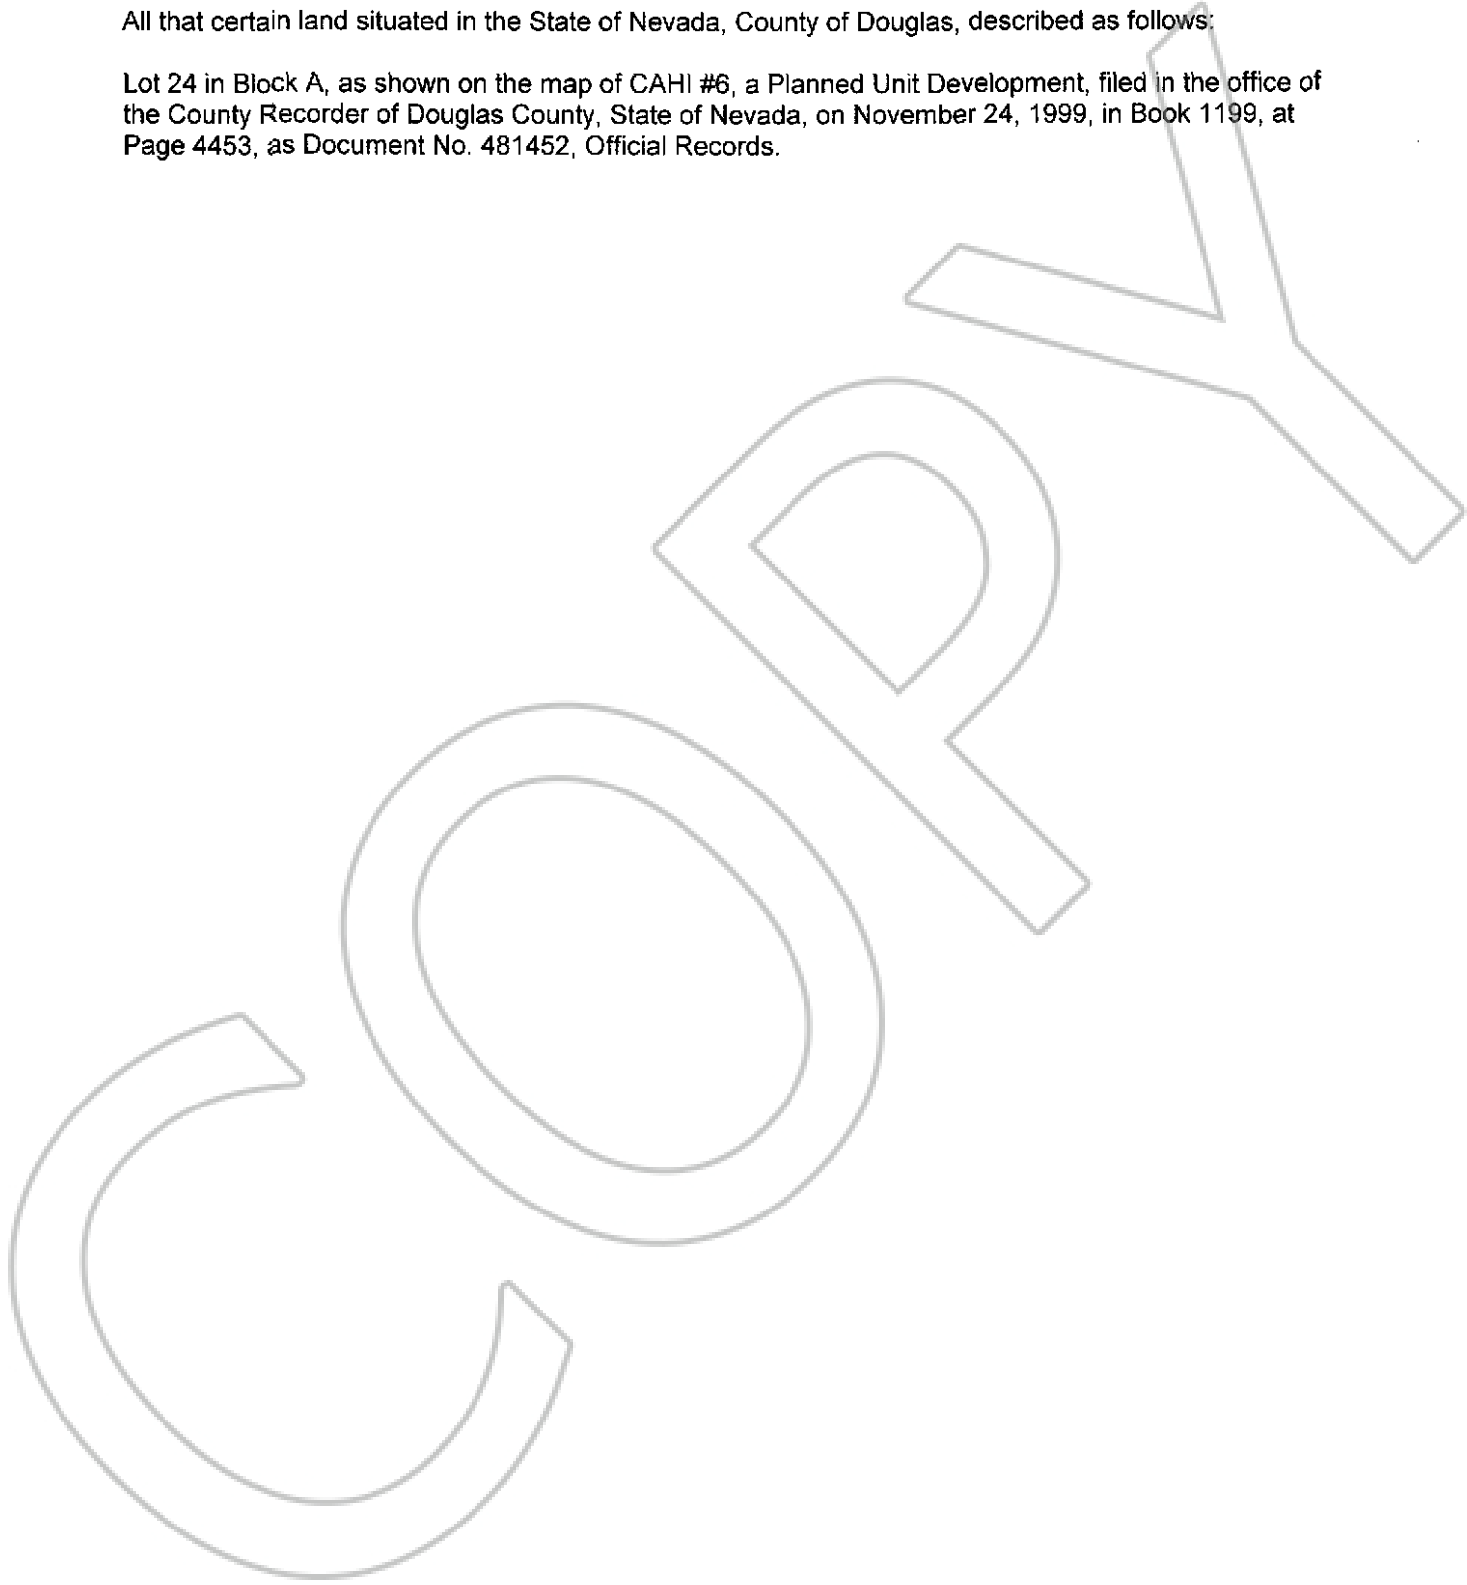 All that certain land situated in the State of Nevada, County of Douglas, described as follows:
Lot 24 in Block A, as shown on the map of CAHI #6, a Planned Unit Development, filed in the office of
the County Recorder of Douglas County, State of Nevada, on November 24, 1999, in Book 1199, at
Page 4453, as Document No. 481452, Official Records.
COPY